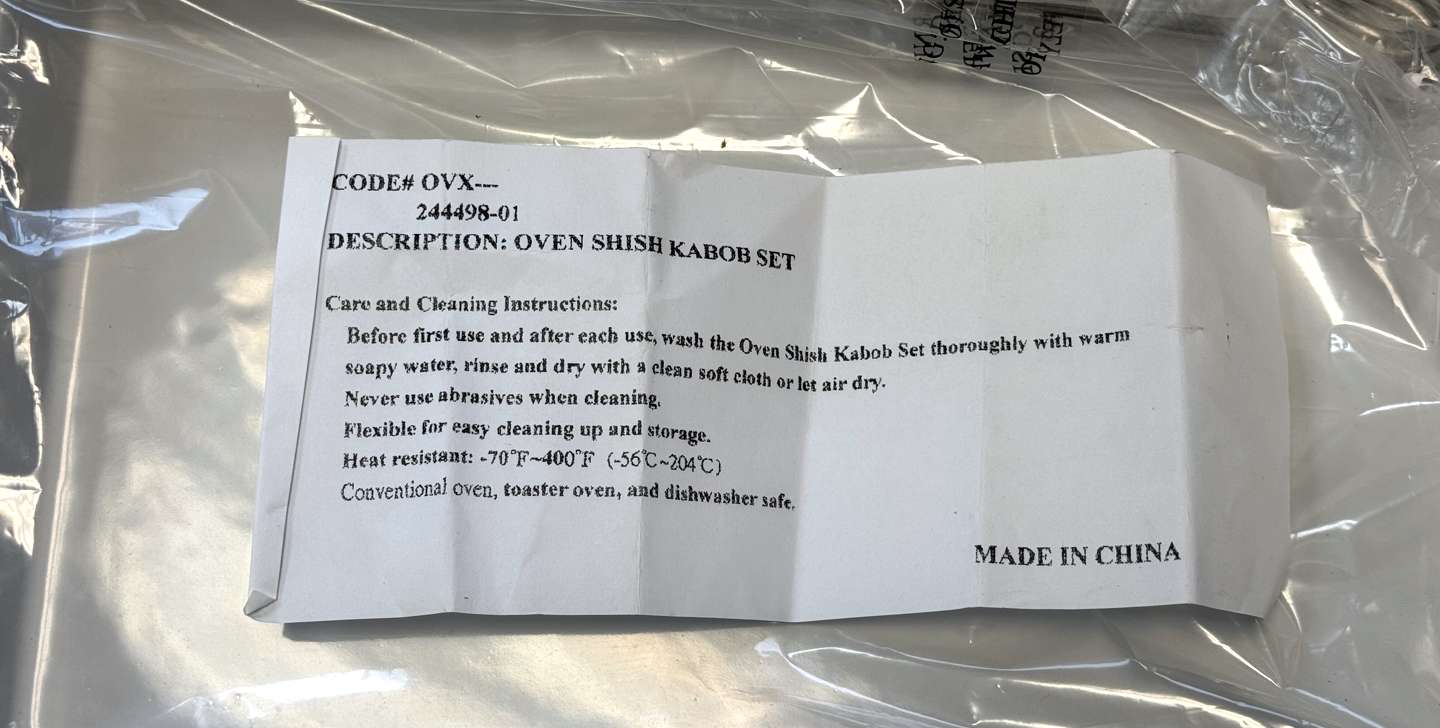 CODE# OVX---
244498-01
DESCRIPTION: OVEN SHISH KABOB SET
Care and Cleaning Instructions:
Before first use and after each use, wash the Oven Shish Kabob Set thoroughly with warm
soapy water, rinse and dry with a clean soft cloth or let air dry.
Never use abrasives when cleaning.
Flexible for easy cleaning up and storage.
Heat resistant: -70°F~400°F (-56℃~204℃)
Conventional oven, toaster oven, and dishwasher safe.
MADE IN CHINA